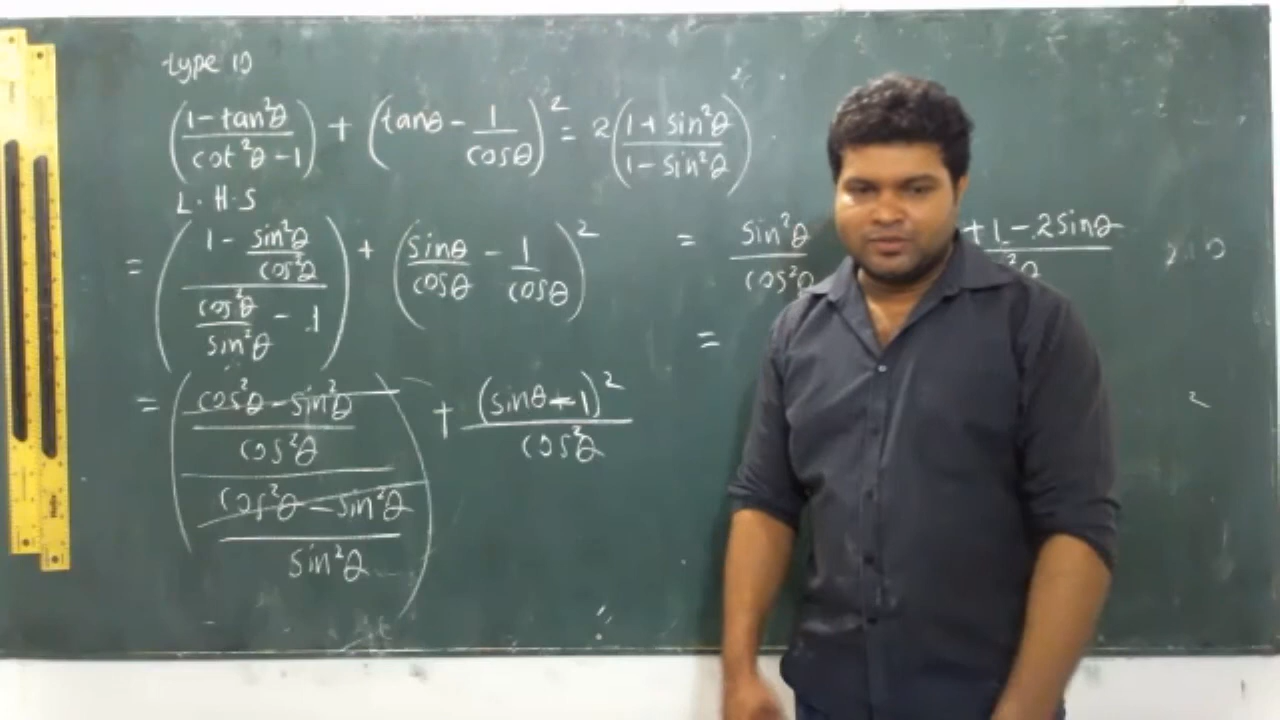 type 10
(1 - tan²θ / cot²θ - 1) + (tanθ - 1/cosθ)² = 2(1 + sin²θ / 1 - sin²θ)
L.H.S
= (1 - sin²θ/cos²θ / cos²θ/sin²θ - 1) + (sinθ/cosθ - 1/cosθ)²
= (cos²θ - sin²θ / cos²θ / cos²θ - sin²θ / sin²θ) + (sinθ - 1)² / cos²θ
= sin²θ / cos²θ + 1 - 2sinθ / ²θ
=